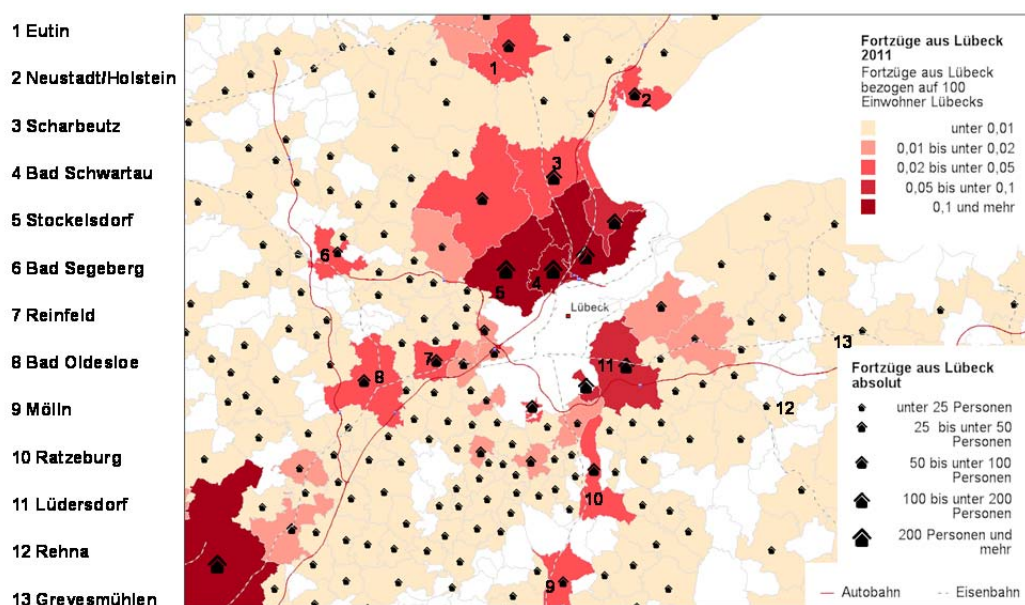 1 Eutin
2 Neustadt/Holstein
3 Scharbeutz
4 Bad Schwartau
5 Stockelsdorf
6 Bad Segeberg
7 Reinfeld
8 Bad Oldesloe
9 Mölln
10 Ratzeburg
11 Lüdersdorf
12 Rehna
13 Grevesmühlen
1
2
3
4
5
6
Lübeck
7
8
11
13
12
10
9
Fortzüge aus Lübeck
2011
Fortzüge aus Lübeck
bezogen auf 100
Einwohner Lübecks
unter 0,01
0,01 bis unter 0,02
0,02 bis unter 0,05
0,05 bis unter 0,1
0,1 und mehr
Fortzüge aus Lübeck
absolut
unter 25 Personen
25 bis unter 50
Personen
50 bis unter 100
Personen
100 bis unter 200
Personen
200 Personen und
mehr
Autobahn
Eisenbahn